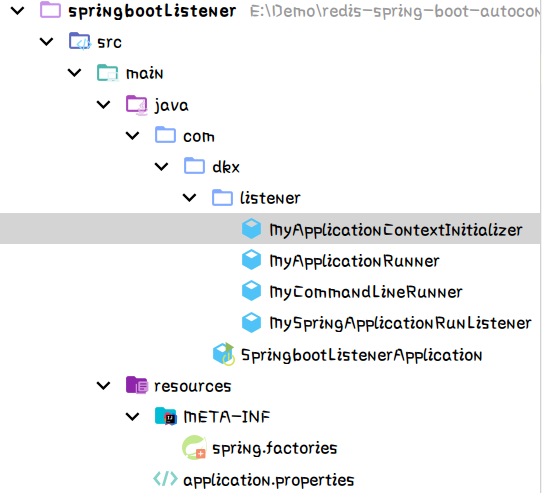 springbootListener E:\Demo\redis-spring-boot-autocon
src
main
java
com
dkx
listener
MyApplicationContextInitializer
MyApplicationRunner
MyCommandLineRunner
MySpringApplicationRunListener
SpringbootListenerApplication
resources
META-INF
spring.factories
application.properties